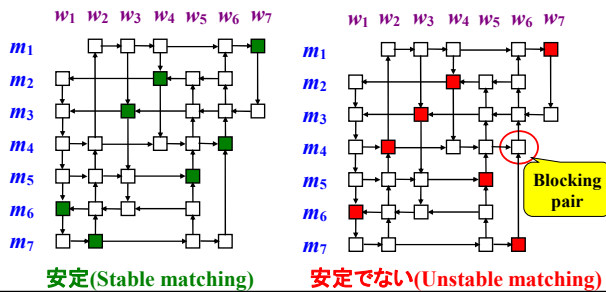 w1 w2 w3 w4 w5 w6 w7
m1
m2
m3
m4
m5
m6
m7
安定(Stable matching)
w1 w2 w3 w4 w5 w6 w7
m1
m2
m3
m4
m5
m6
m7
Blocking
pair
安定でない(Unstable matching)